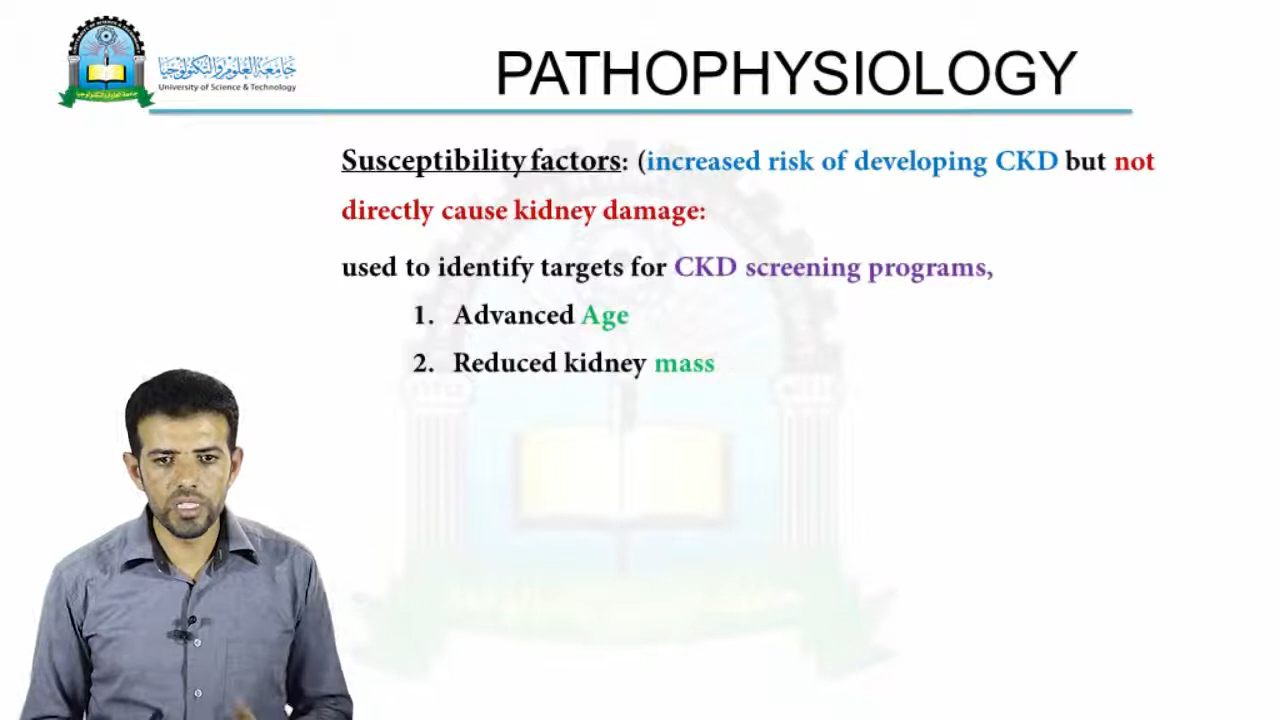 جامعة العلوم والتكنولوجيا
University of Science & Technology
PATHOPHYSIOLOGY
Susceptibility factors: (increased risk of developing CKD but not
directly cause kidney damage:
used to identify targets for CKD screening programs,
1. Advanced Age
2. Reduced kidney mass